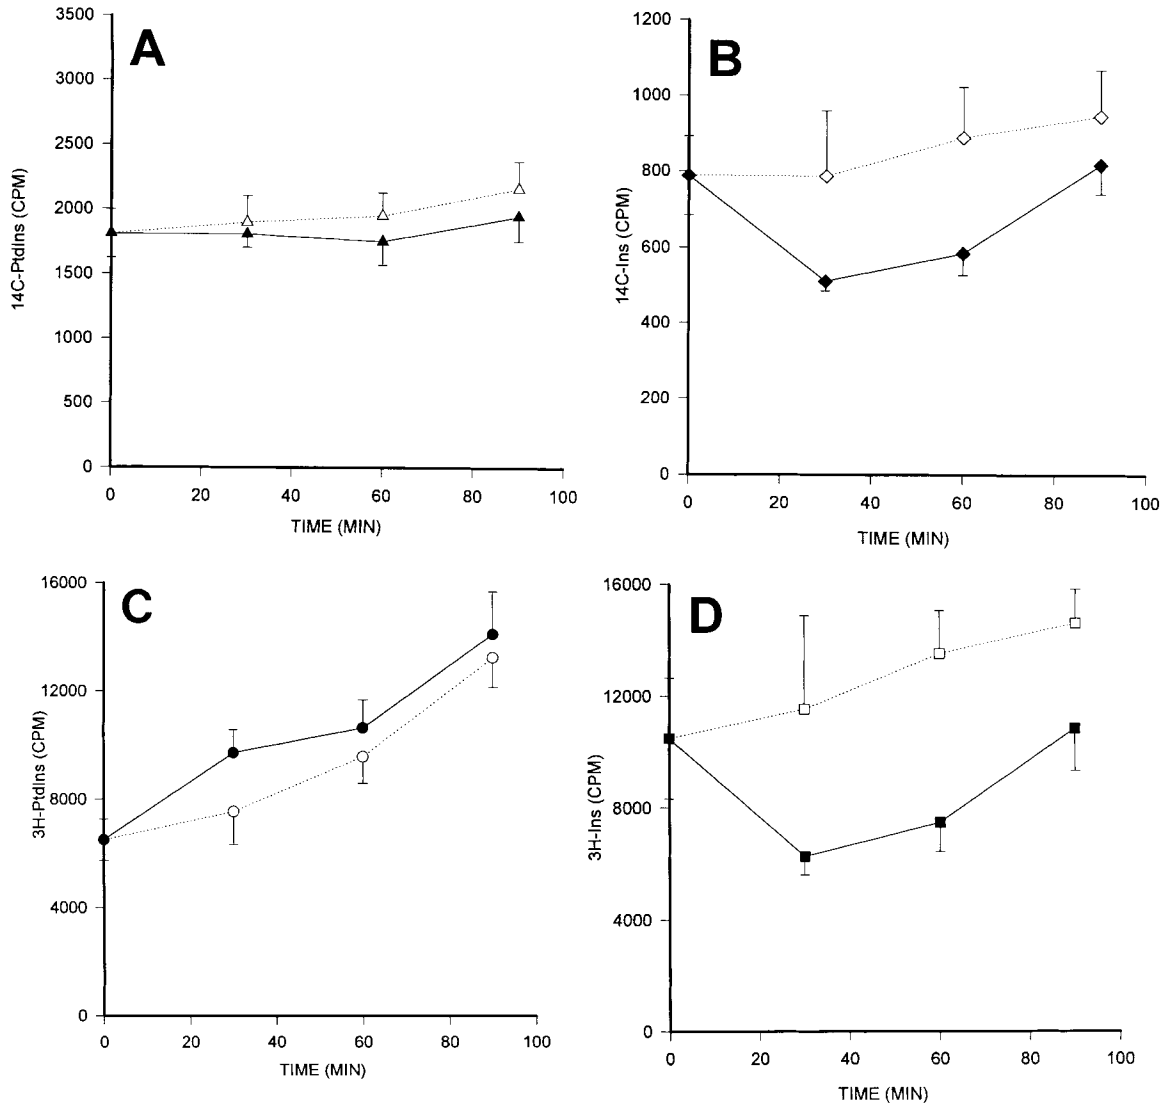 A
3500
3000
2500
2000
1500
1000
500
0
14C-PtdIns (CPM)
0 20 40 60 80 100
TIME (MIN)
B
1200
1000
800
600
400
200
0
14C-Ins (CPM)
0 20 40 60 80 100
TIME (MIN)
C
16000
12000
8000
4000
0
3H-PtdIns (CPM)
0 20 40 60 80 100
TIME (MIN)
D
16000
12000
8000
4000
0
3H-Ins (CPM)
0 20 40 60 80 100
TIME (MIN)